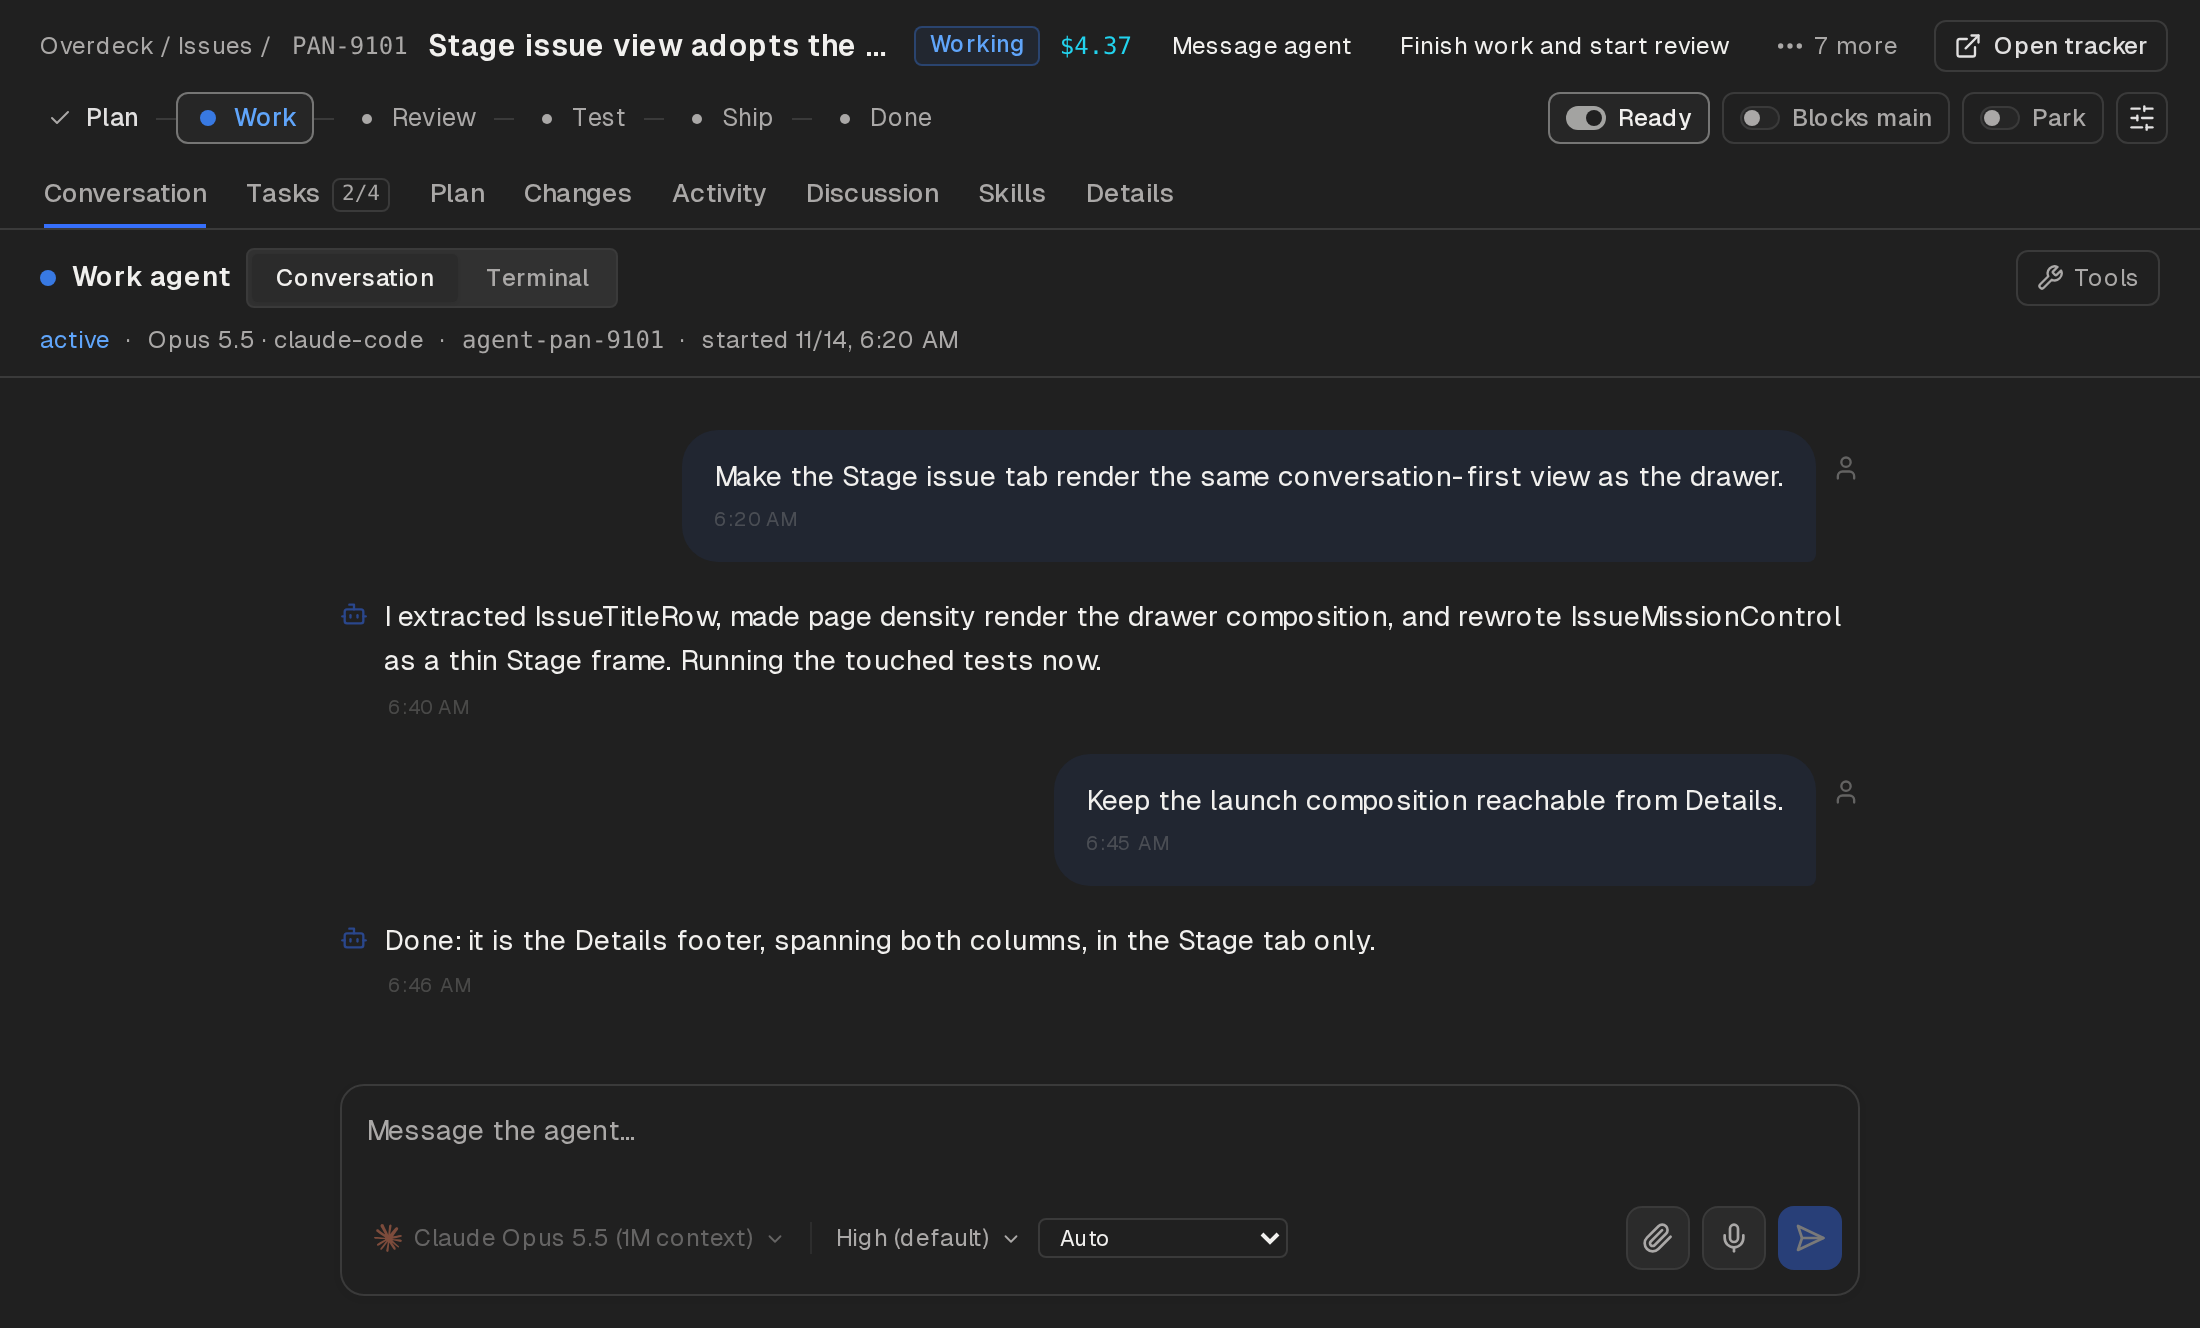 Overdeck / Issues / PAN-9101 Stage issue view adopts the ... Working $4.37 Message agent Finish work and start review 7 more Open tracker
Plan Work Review Test Ship Done Ready Blocks main Park
Conversation Tasks 2/4 Plan Changes Activity Discussion Skills Details
Work agent Conversation Terminal Tools
active · Opus 5.5 · claude-code · agent-pan-9101 · started 11/14, 6:20 AM
Make the Stage issue tab render the same conversation-first view as the drawer.
6:20 AM
I extracted IssueTitleRow, made page density render the drawer composition, and rewrote IssueMissionControl
as a thin Stage frame. Running the touched tests now.
6:40 AM
Keep the launch composition reachable from Details.
6:45 AM
Done: it is the Details footer, spanning both columns, in the Stage tab only.
6:46 AM
Message the agent...
Claude Opus 5.5 (1M context) High (default) Auto